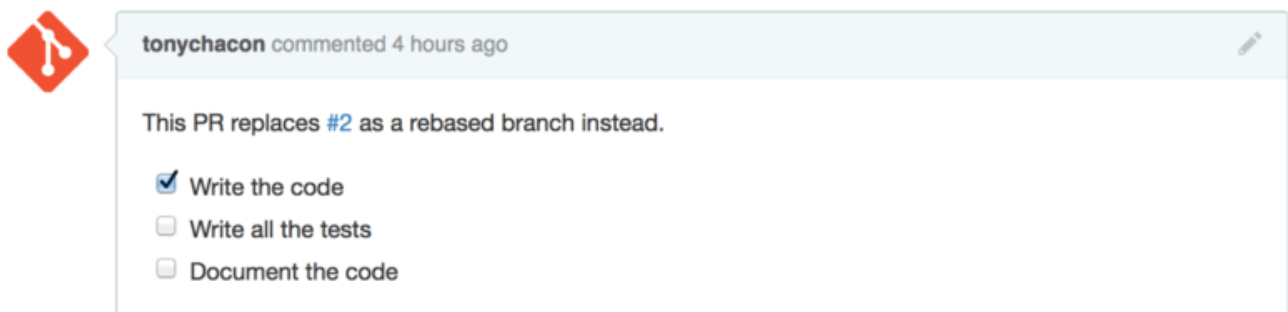 tonychacon commented 4 hours ago
This PR replaces #2 as a rebased branch instead.
Write the code
Write all the tests
Document the code